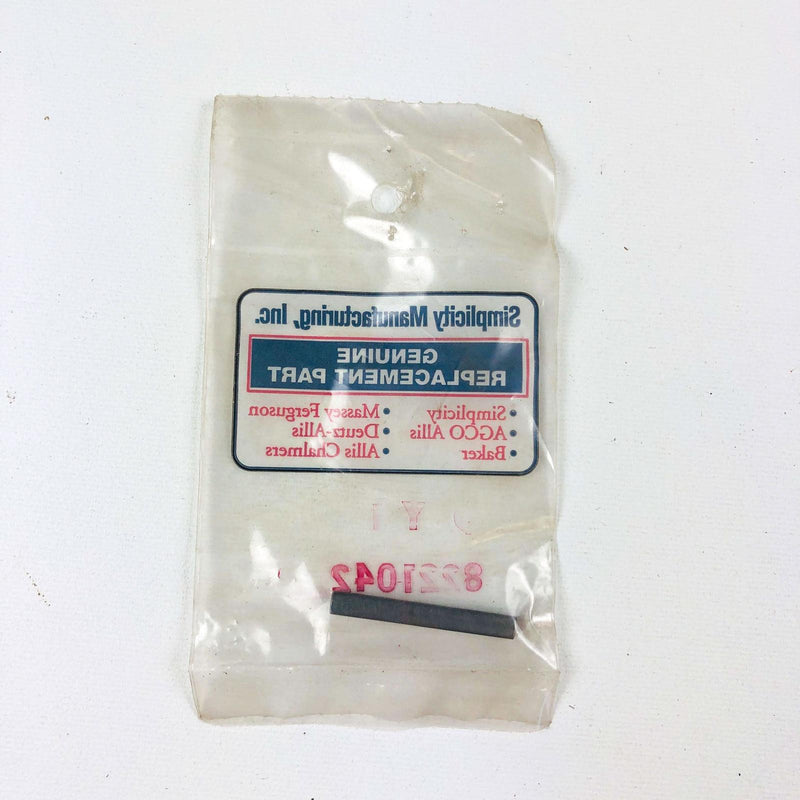 Simplicity Manufacturing, Inc.
GENUINE
REPLACEMENT PART
• Simplicity • Massey Ferguson
• AGCO Allis • Deutz-Allis
• Baker • Allis Chalmers
8221042